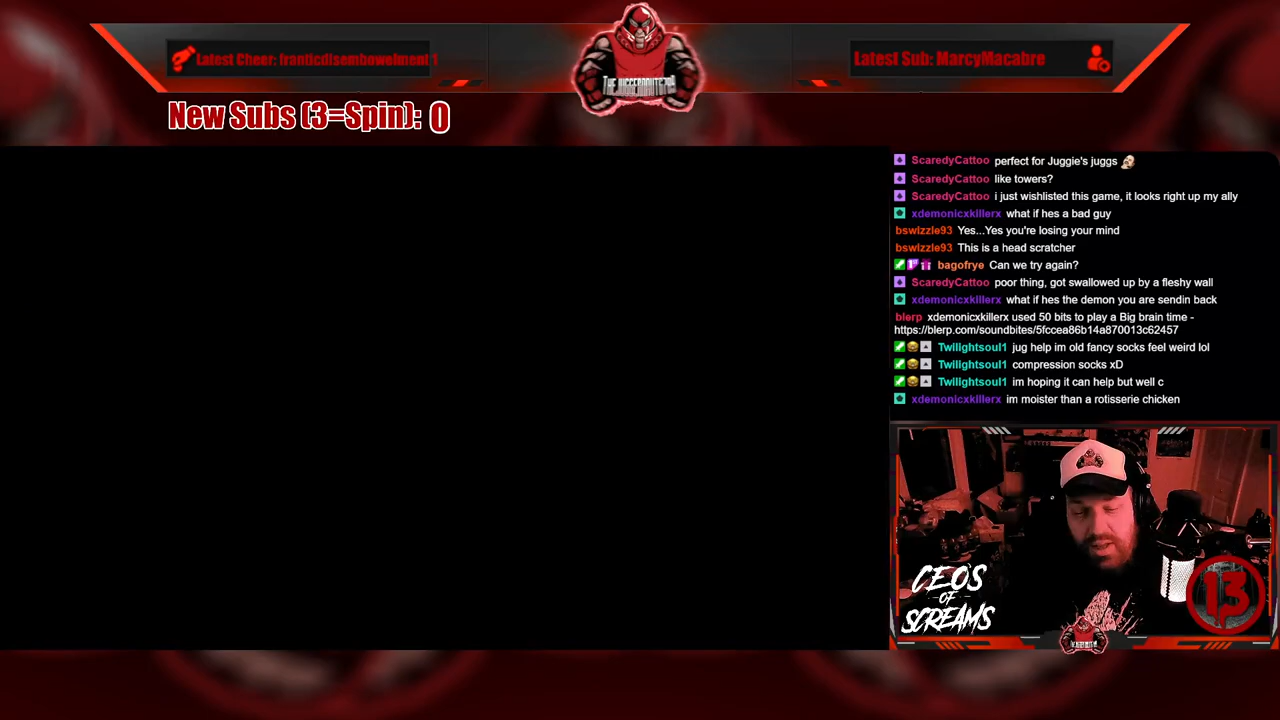 Latest Cheer: franticdisembowelment 1
THEJUGGERNAUT6789
Latest Sub: MarcyMacabre
New Subs (3=Spin): 0
ScaredyCattoo perfect for Juggie's juggs
ScaredyCattoo like towers?
ScaredyCattoo i just wishlisted this game, it looks right up my ally
xdemonicxkillerx what if hes a bad guy
bswizzle93 Yes...Yes you're losing your mind
bswizzle93 This is a head scratcher
bagofrye Can we try again?
ScaredyCattoo poor thing, got swallowed up by a fleshy wall
xdemonicxkillerx what if hes the demon you are sendin back
blerp xdemonicxkillerx used 50 bits to play a Big brain time -
https://blerp.com/soundbites/5fccea86b14a870013c62457
Twilightsoul1 jug help im old fancy socks feel weird lol
Twilightsoul1 compression socks xD
Twilightsoul1 im hoping it can help but well c
xdemonicxkillerx im moister than a rotisserie chicken
CEOS
OF
SCREAMS
13